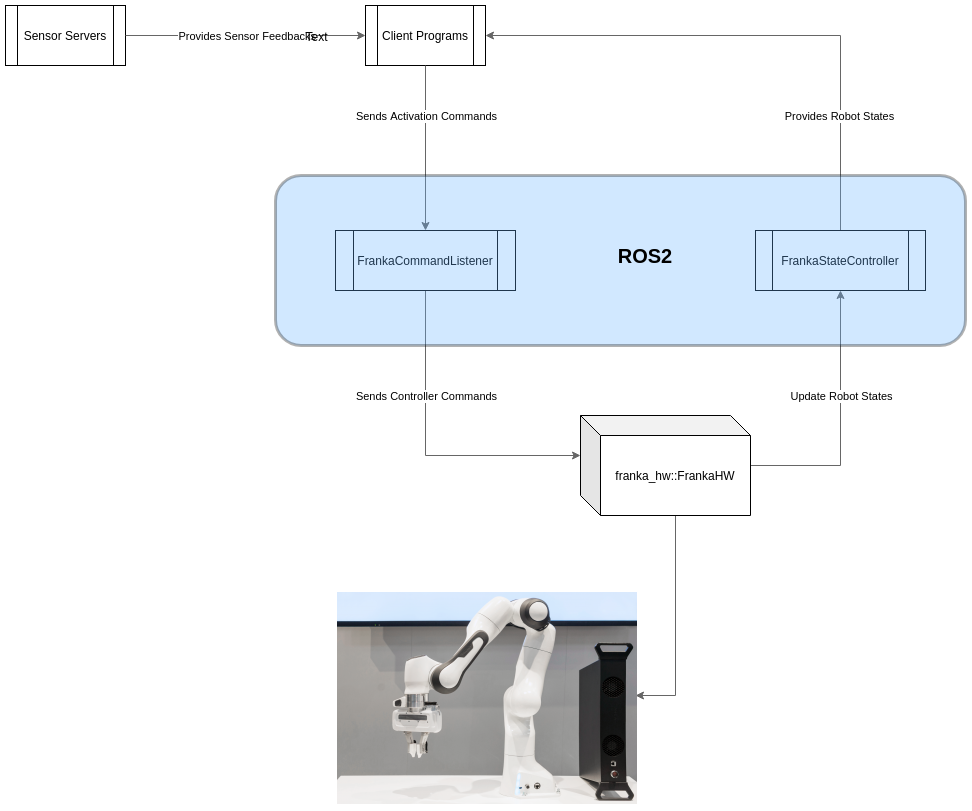 Sensor Servers
Provides Sensor Feedbacks
Text
Client Programs
Sends Activation Commands
Provides Robot States
FrankaCommandListener
ROS2
FrankaStateController
Sends Controller Commands
Update Robot States
franka_hw::FrankaHW